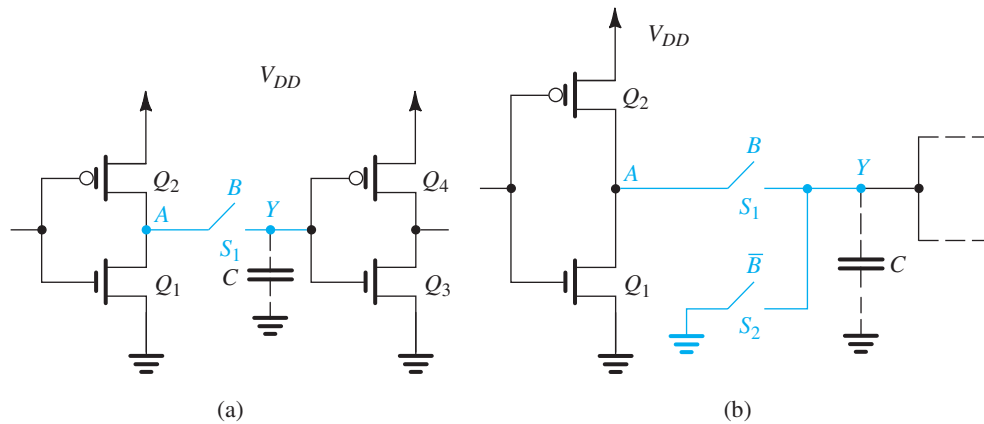 V_DD
Q_2
Q_4
A
B
Y
S_1
C
Q_1
Q_3
(a)
V_DD
Q_2
A
B
Y
S_1
B̅
C
Q_1
S_2
(b)